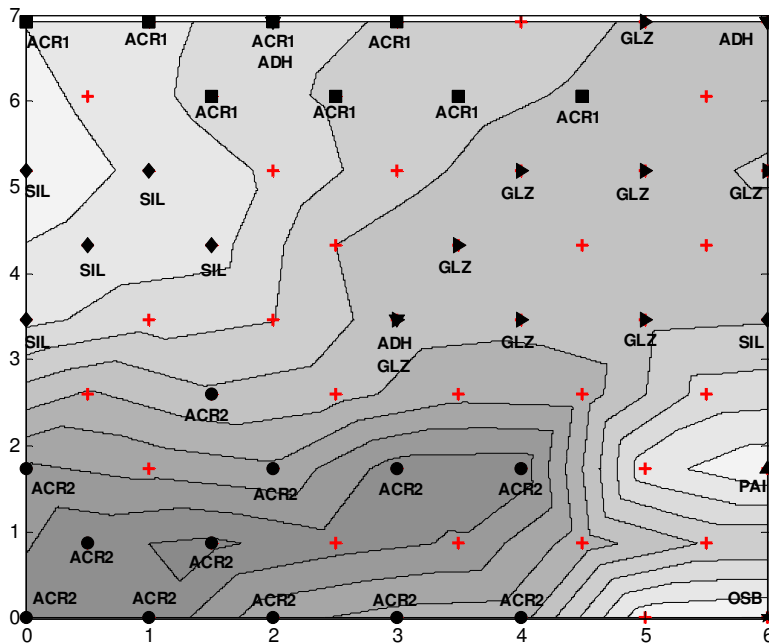 7
ACR1 ACR1 ACR1 ACR1 GLZ ADH
ADH
6
ACR1 ACR1 ACR1 ACR1
5
SIL SIL GLZ GLZ GLZ
SIL SIL GLZ
4
SIL ADH GLZ GLZ SIL
GLZ
3
ACR2
2
ACR2 ACR2 ACR2 ACR2 PAI
1
ACR2 ACR2
ACR2 ACR2 ACR2 ACR2 ACR2 OSB
0
0 1 2 3 4 5 6